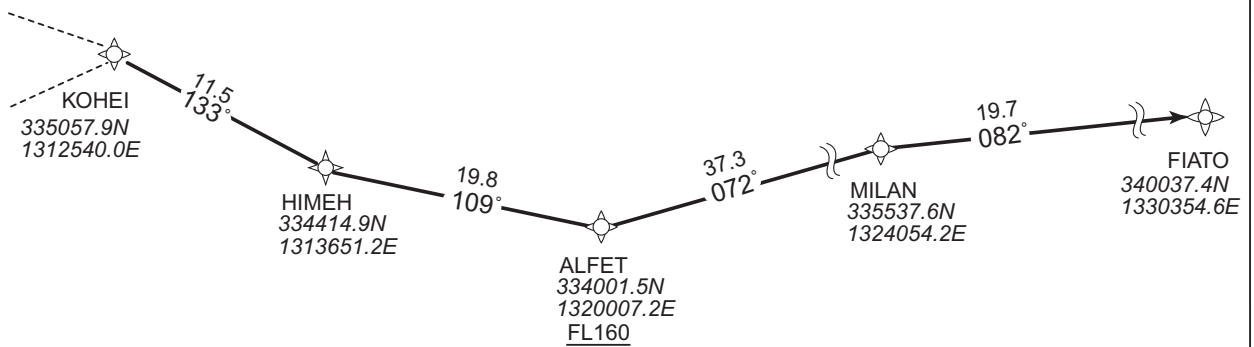 KOHEI
335057.9N
1312540.0E
11.5
133°
HIMEH
334414.9N
1313651.2E
19.8
109°
ALFET
334001.5N
1320007.2E
FL160
37.3
072°
MILAN
335537.6N
1324054.2E
19.7
082°
FIATO
340037.4N
1330354.6E